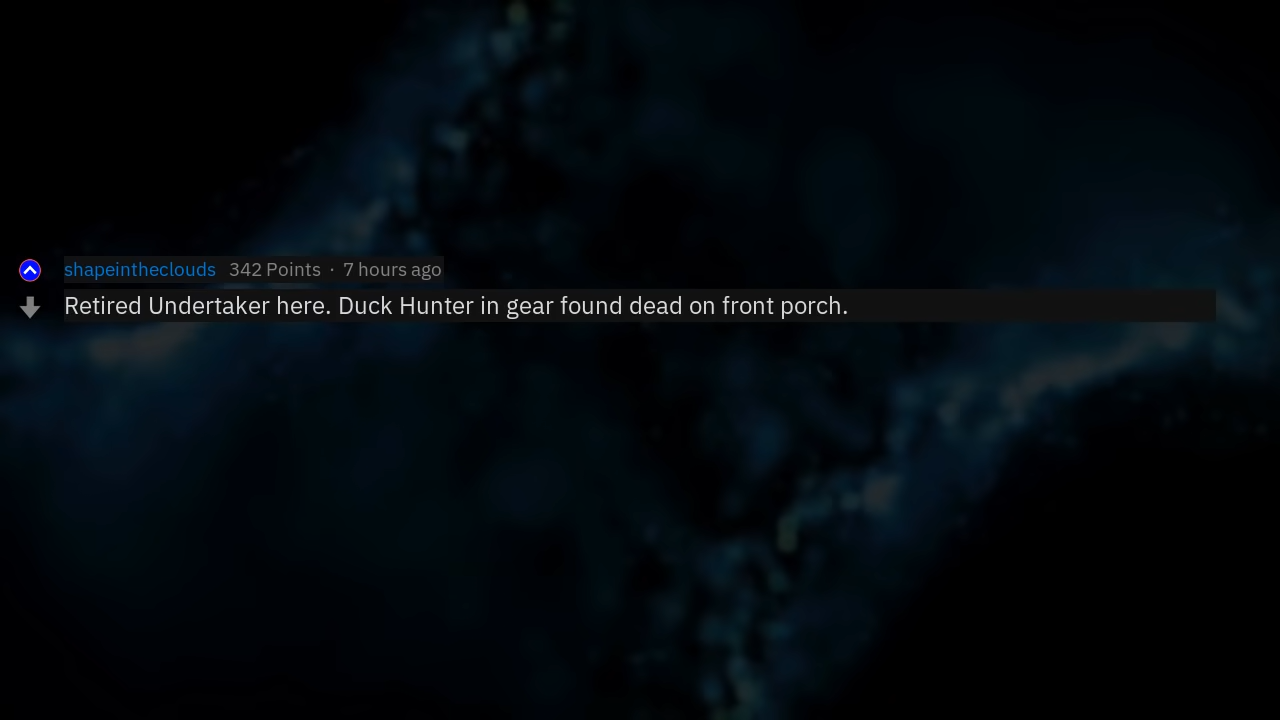 shapeintheclouds 342 Points · 7 hours ago
Retired Undertaker here. Duck Hunter in gear found dead on front porch.